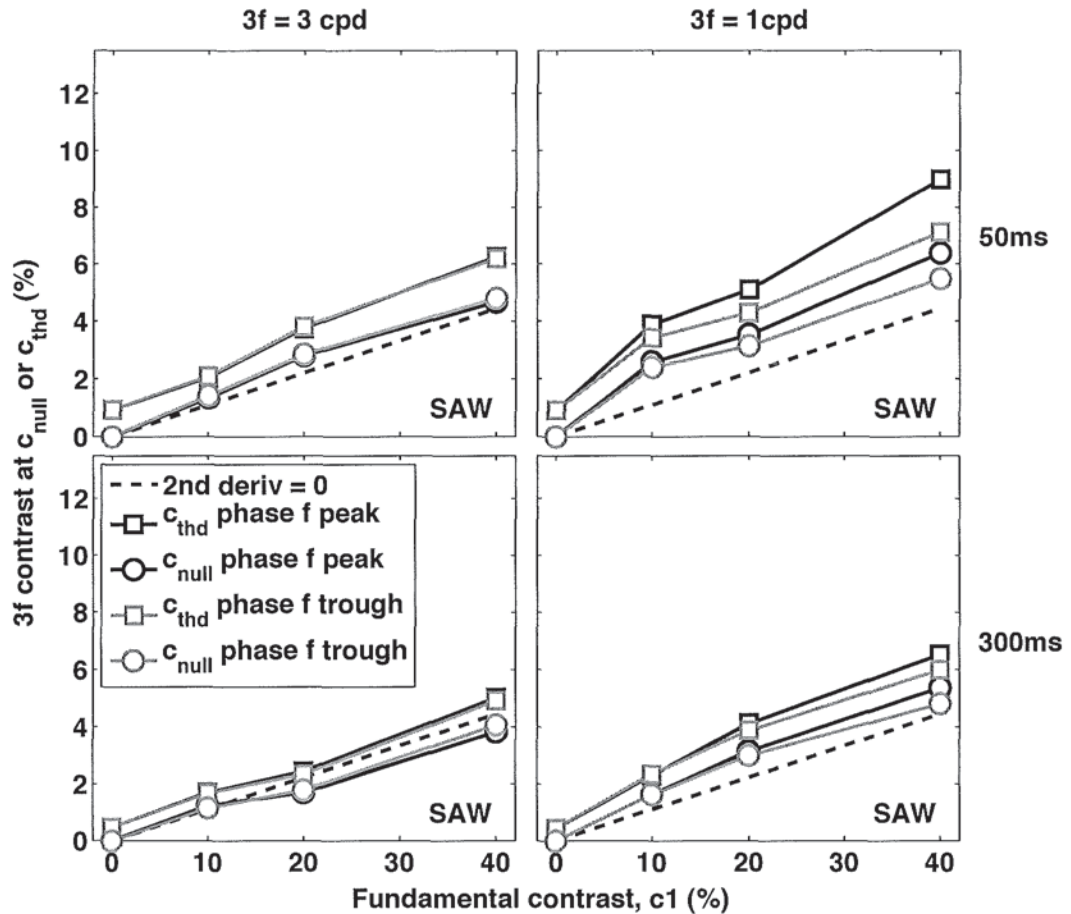 3f = 3 cpd
3f = 1cpd
12
10
8
6
4
2
0
SAW
SAW
50ms
3f contrast at c_null or c_thd (%)
12
10
8
6
4
2
0
2nd deriv = 0
c_thd phase f peak
c_null phase f peak
c_thd phase f trough
c_null phase f trough
SAW
SAW
300ms
0 10 20 30 40
0 10 20 30 40
Fundamental contrast, c1 (%)